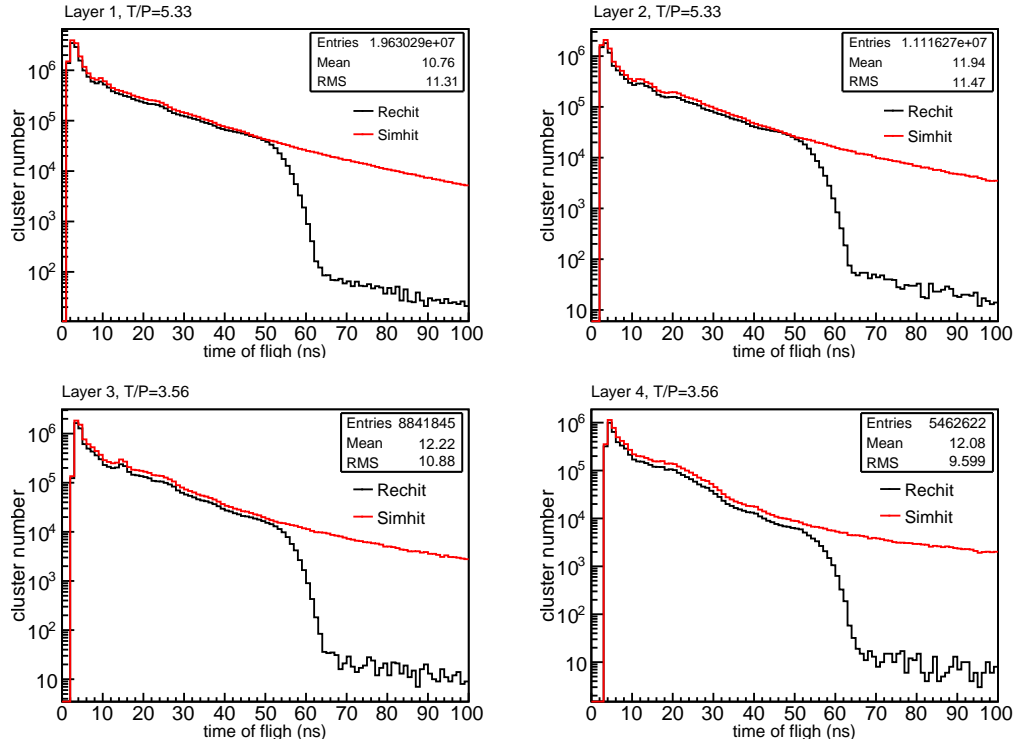 Layer 1, T/P=5.33
Entries 1.963029e+07
Mean 10.76
RMS 11.31
Rechit
Simhit
cluster number
10^6
10^5
10^4
10^3
10^2
0 10 20 30 40 50 60 70 80 90 100
time of fligh (ns)
Layer 2, T/P=5.33
Entries 1.111627e+07
Mean 11.94
RMS 11.47
Rechit
Simhit
cluster number
10^6
10^5
10^4
10^3
10^2
10
0 10 20 30 40 50 60 70 80 90 100
time of fligh (ns)
Layer 3, T/P=3.56
Entries 8841845
Mean 12.22
RMS 10.88
Rechit
Simhit
cluster number
10^6
10^5
10^4
10^3
10^2
10
0 10 20 30 40 50 60 70 80 90 100
time of fligh (ns)
Layer 4, T/P=3.56
Entries 5462622
Mean 12.08
RMS 9.599
Rechit
Simhit
cluster number
10^6
10^5
10^4
10^3
10^2
10
0 10 20 30 40 50 60 70 80 90 100
time of fligh (ns)